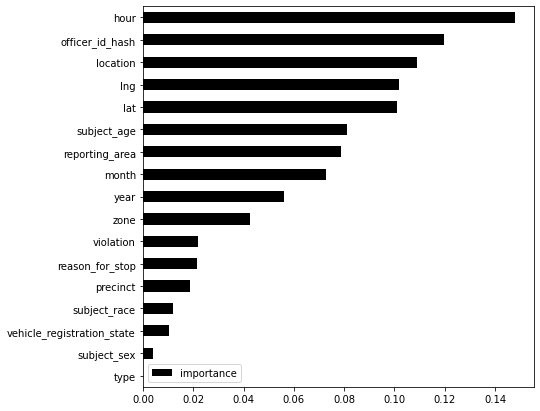 hour
officer_id_hash
location
lng
lat
subject_age
reporting_area
month
year
zone
violation
reason_for_stop
precinct
subject_race
vehicle_registration_state
subject_sex
type
importance
0.00 0.02 0.04 0.06 0.08 0.10 0.12 0.14